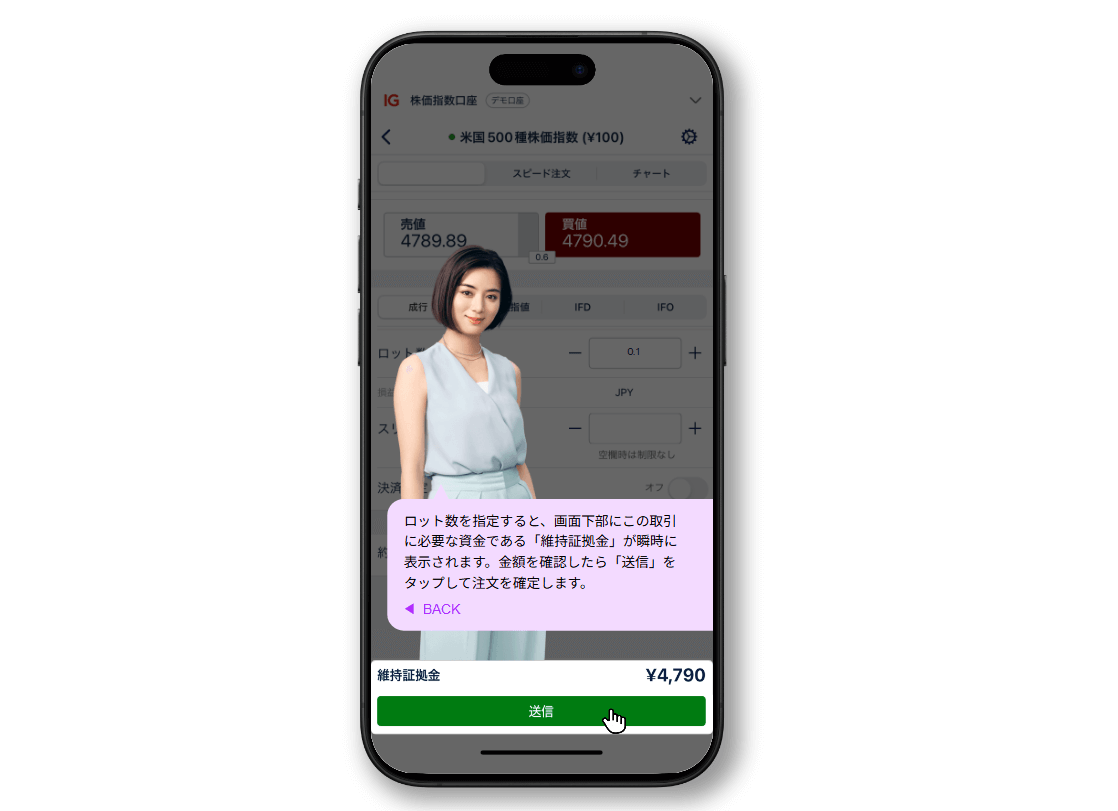 IG 株価指数口座 デモ口座
米国500種株価指数 (¥100)
スピード注文 チャート
売値 買値
4789.89 4790.49
0.6
成行 指値 IFD IFO
ロット 0.1
JPY
空欄時は制限なし
決済 オフ
ロット数を指定すると、画面下部にこの取引
に必要な資金である「維持証拠金」が瞬時に
表示されます。金額を確認したら「送信」を
タップして注文を確定します。
◀ BACK
維持証拠金 ¥4,790
送信